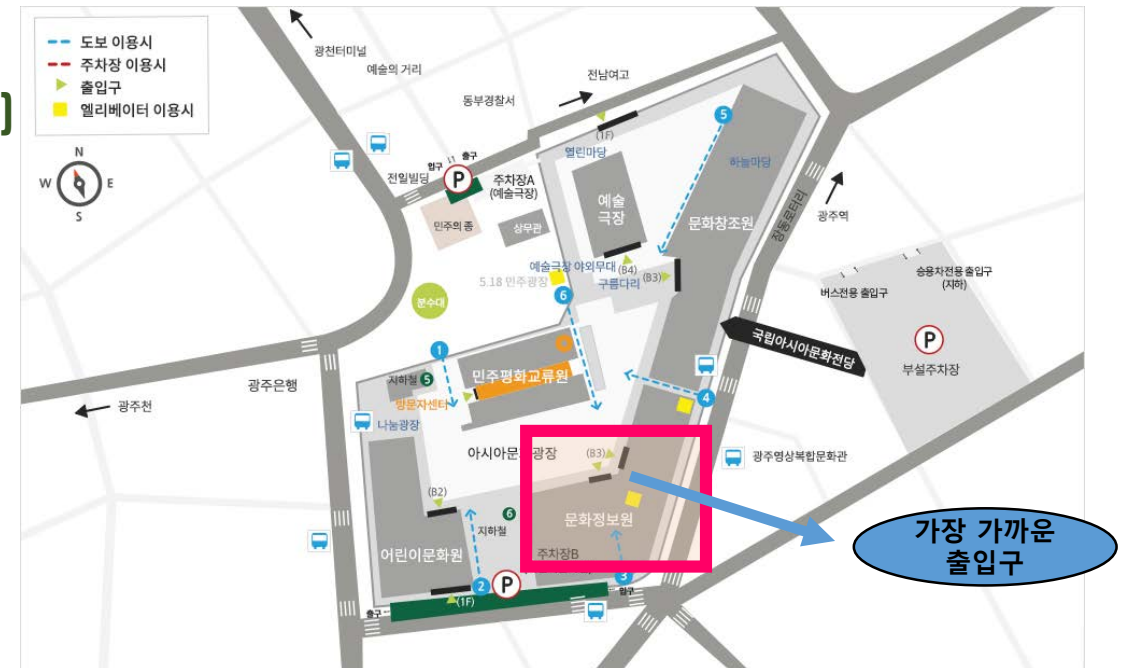 ]
도보 이용시
주차장 이용시
출입구
엘리베이터 이용시
N
W
E
S
광천터미널
예술의 거리
전남여고
동부경찰서
(1F)
열린마당
5
하늘마당
입구
출구
전일빌딩
P
주차장A
(예술극장)
민주의 종
상무관
예술
극장
문화창조원
장동로터리
광주역
예술극장 야외무대
(B4)
구름다리
(B3)
5.18 민주광장
6
분수대
버스전용 출입구
승용차전용 출입구
(지하)
P
부설주차장
국립아시아문화전당
1
광주은행
지하철 5
민주평화교류원
방문자센터
나눔광장
4
광주천
아시아문
광장
(B3)
광주영상복합문화관
(B2)
6
지하철
문화정보원
어린이문화원
주차장B
2
P
3
(1F)
출구
입구
가장 가까운
출입구